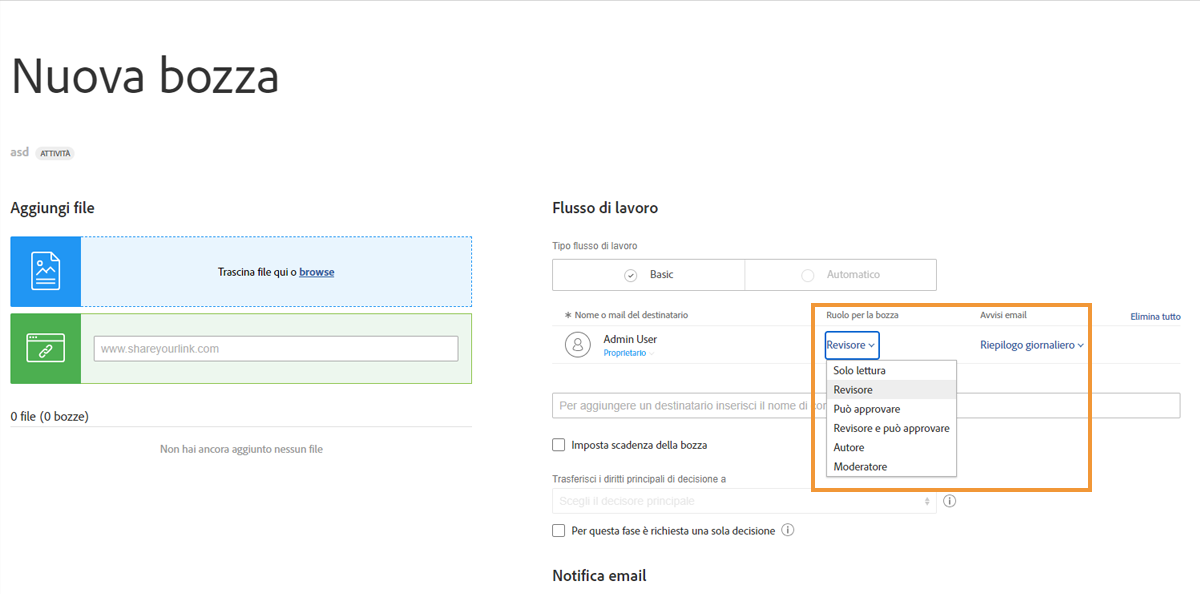 Nuova bozza
asd ATTIVITÀ
Aggiungi file
Trascina file qui o browse
www.shareyourlink.com
0 file (0 bozze)
Non hai ancora aggiunto nessun file
Flusso di lavoro
Tipo flusso di lavoro
Basic Automatico
* Nome o mail del destinatario Ruolo per la bozza Avvisi email Elimina tutto
Admin User Revisore Riepilogo giornaliero
Proprietario
Solo lettura
Revisore
Può approvare
Revisore e può approvare
Autore
Moderatore
Per aggiungere un destinatario inserisci il nome di
Imposta scadenza della bozza
Trasferisci i diritti principali di decisione a
Scegli il decisore principale
Per questa fase è richiesta una sola decisione
Notifica email